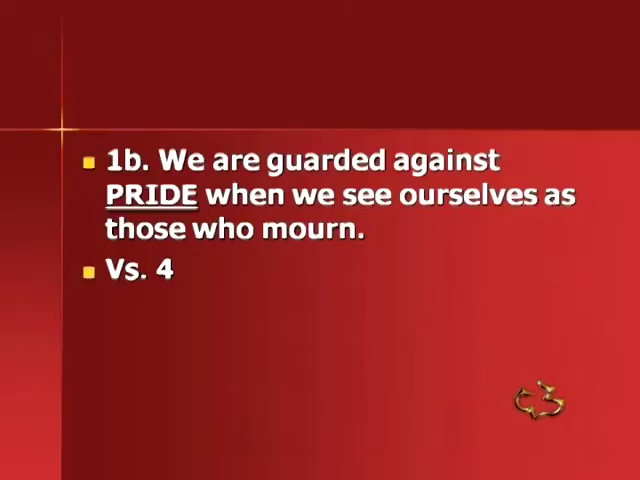 1b. We are guarded against
PRIDE when we see ourselves as
those who mourn.
Vs. 4